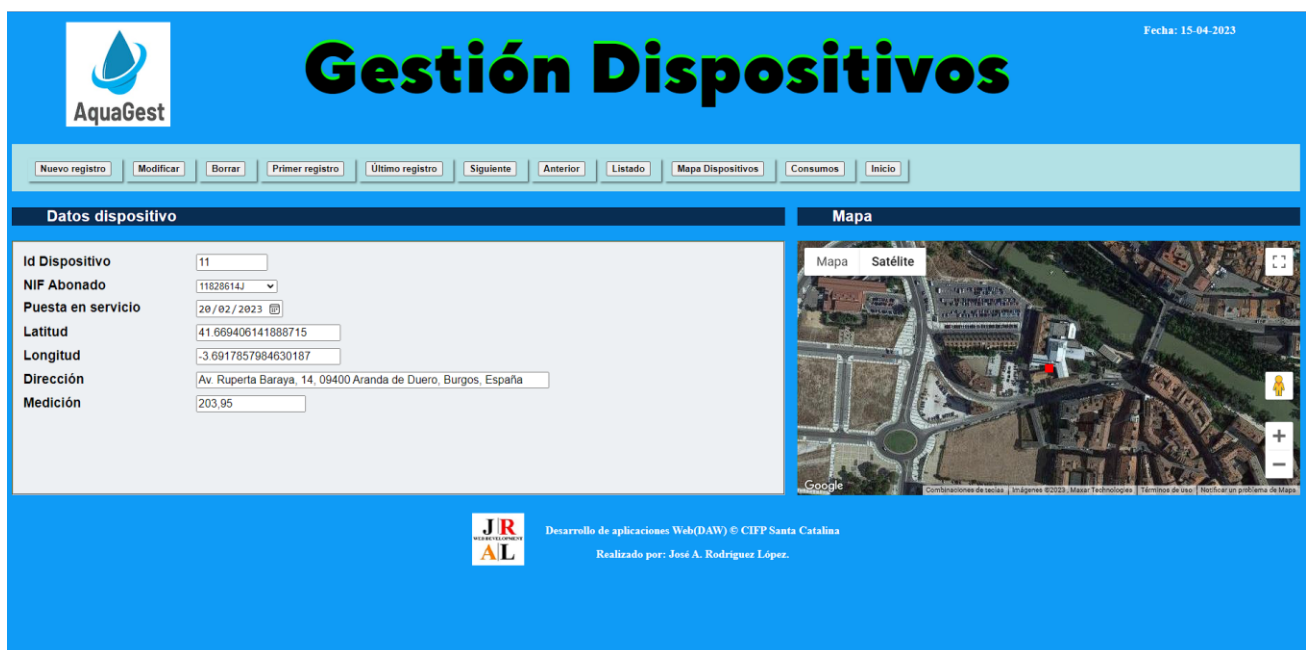 AquaGest
Gestión Dispositivos
Fecha: 15-04-2023
Nuevo registro Modificar Borrar Primer registro Último registro Siguiente Anterior Listado Mapa Dispositivos Consumos Inicio
Datos dispositivo
Id Dispositivo 11
NIF Abonado 11828614J
Puesta en servicio 20/02/2023
Latitud 41.669406141888715
Longitud -3.6917857984630187
Dirección Av. Ruperta Baraya, 14, 09400 Aranda de Duero, Burgos, España
Medición 203,95
Mapa
Mapa Satélite
Google
Combinaciones de teclas Imágenes ©2023 , Maxar Technologies Términos de uso Notificar un problema de Maps
J R
WEB DEVELOPMENT
A L
Desarrollo de aplicaciones Web(DAW) © CIFP Santa Catalina
Realizado por: José A. Rodríguez López.